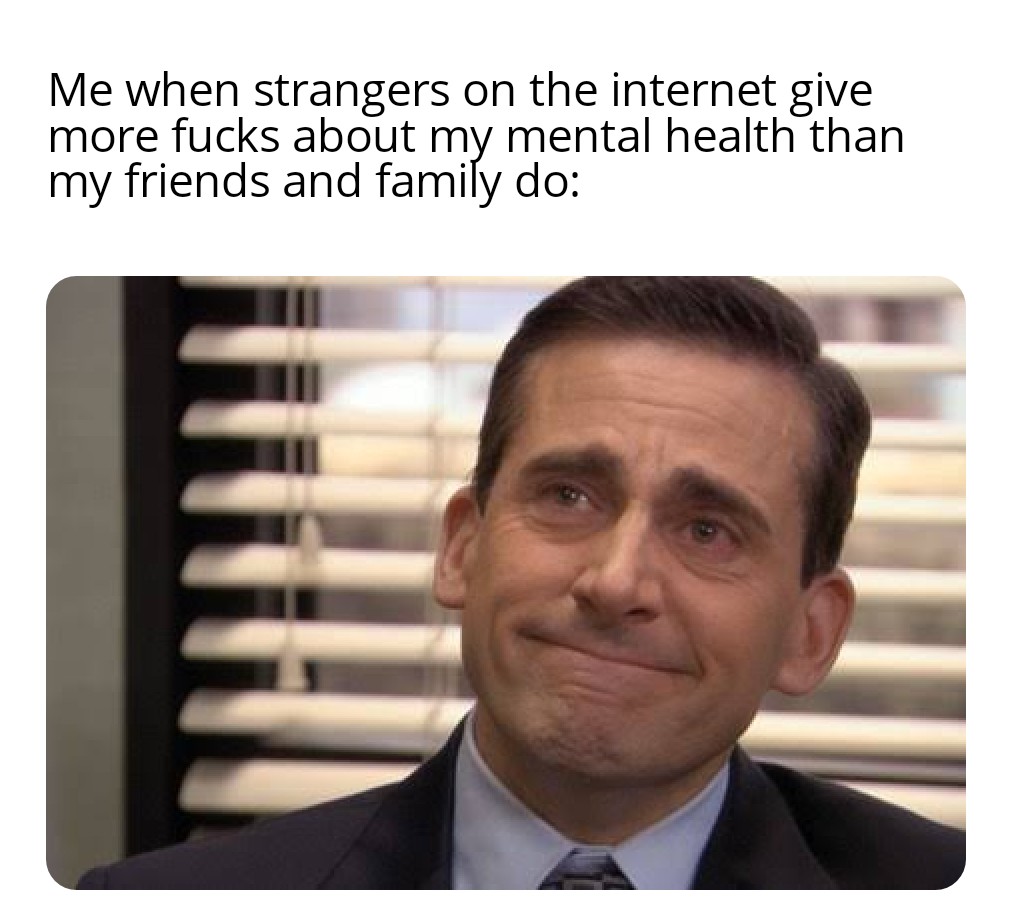 Me when strangers on the internet give
more fucks about my mental health than
my friends and family do: